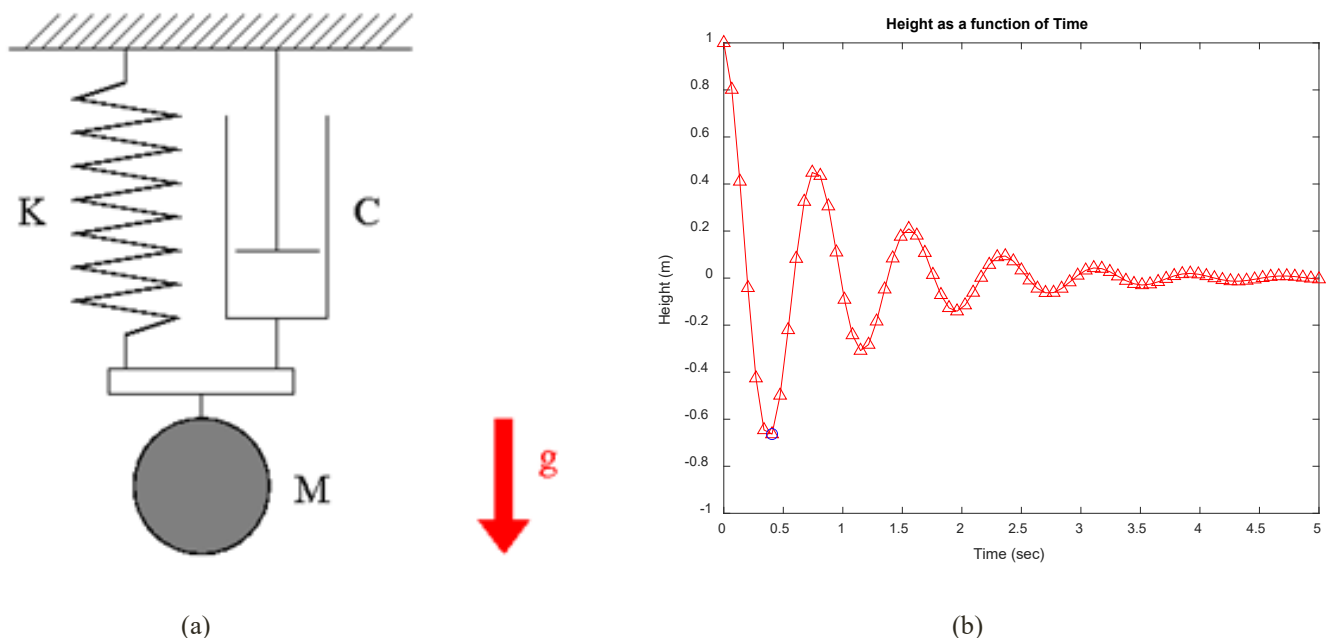 K
C
M
g
(a)
Height as a function of Time
Height (m)
1
0.8
0.6
0.4
0.2
0
-0.2
-0.4
-0.6
-0.8
-1
0 0.5 1 1.5 2 2.5 3 3.5 4 4.5 5
Time (sec)
(b)